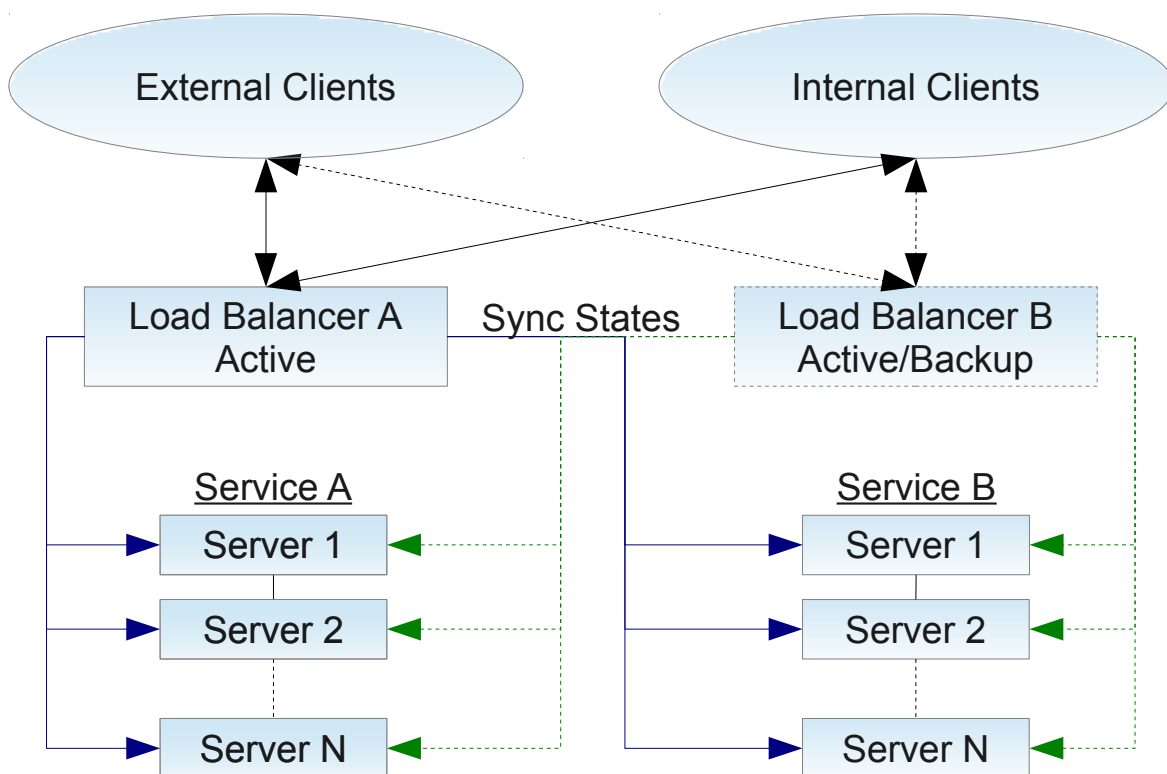 External Clients
Internal Clients
Load Balancer A
Active
Sync States
Load Balancer B
Active/Backup
Service A
Server 1
Server 2
Server N
Service B
Server 1
Server 2
Server N